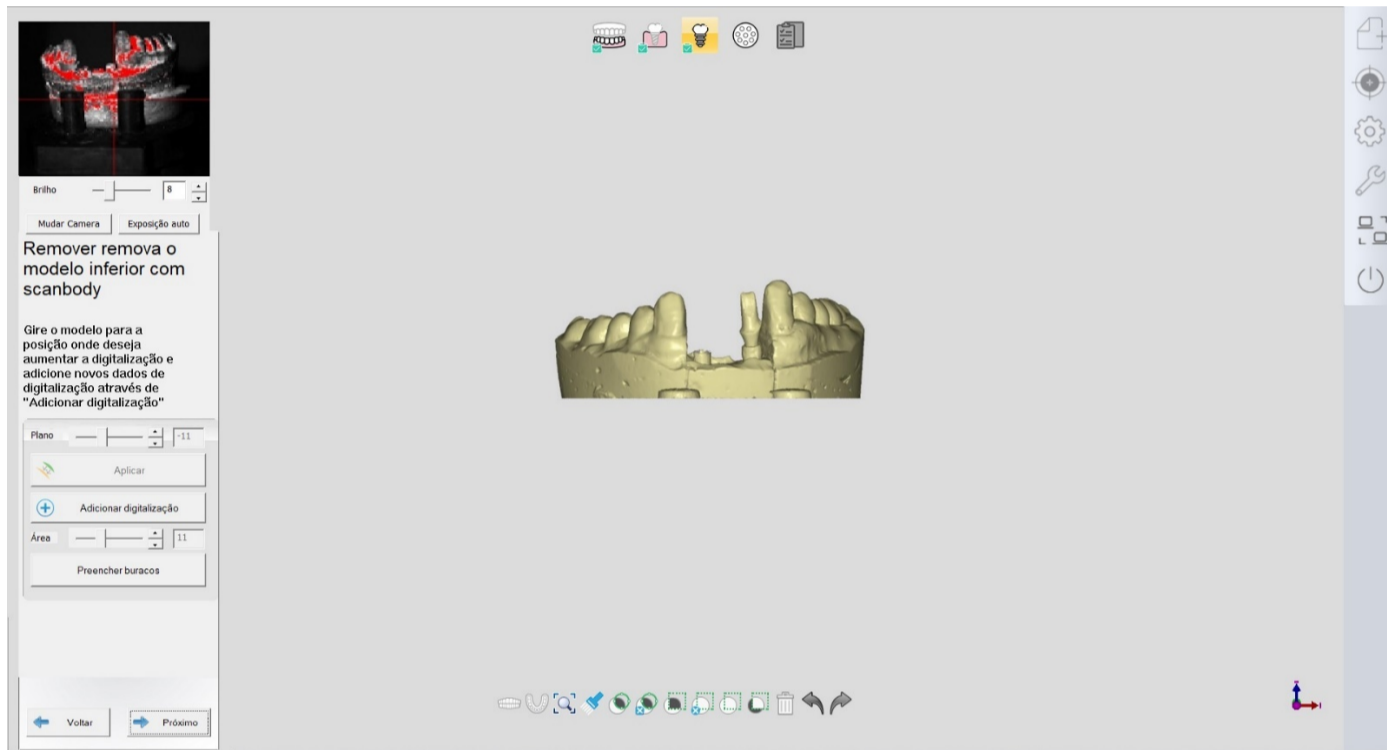 Brilho
8
Mudar Camera
Exposição auto
Remover remova o
modelo inferior com
scanbody
Gire o modelo para a
posição onde deseja
aumentar a digitalização e
adicione novos dados de
digitalização através de
"Adicionar digitalização"
Plano
-11
Aplicar
Adicionar digitalização
Área
11
Preencher buracos
Voltar
Próximo